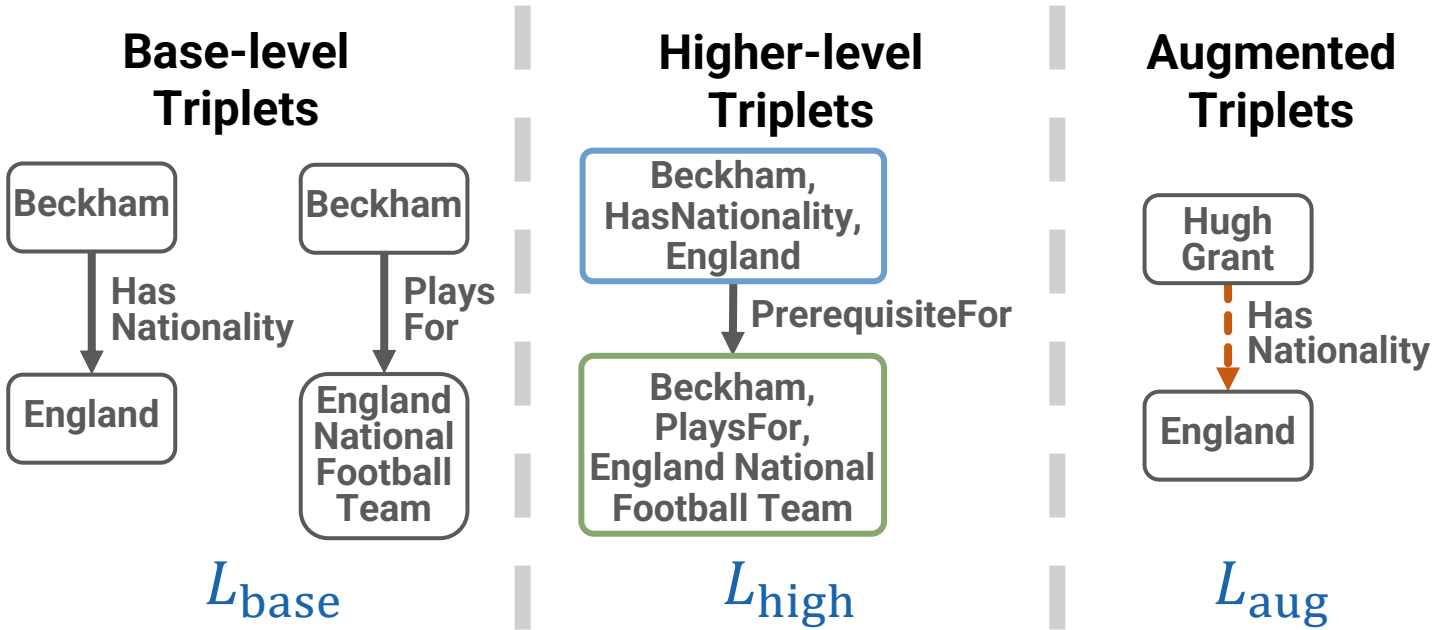 Base-level
Triplets
Beckham
Has
Nationality
England
Beckham
Plays
For
England
National
Football
Team
L_base
Higher-level
Triplets
Beckham,
HasNationality,
England
PrerequisiteFor
Beckham,
PlaysFor,
England National
Football Team
L_high
Augmented
Triplets
Hugh
Grant
Has
Nationality
England
L_aug